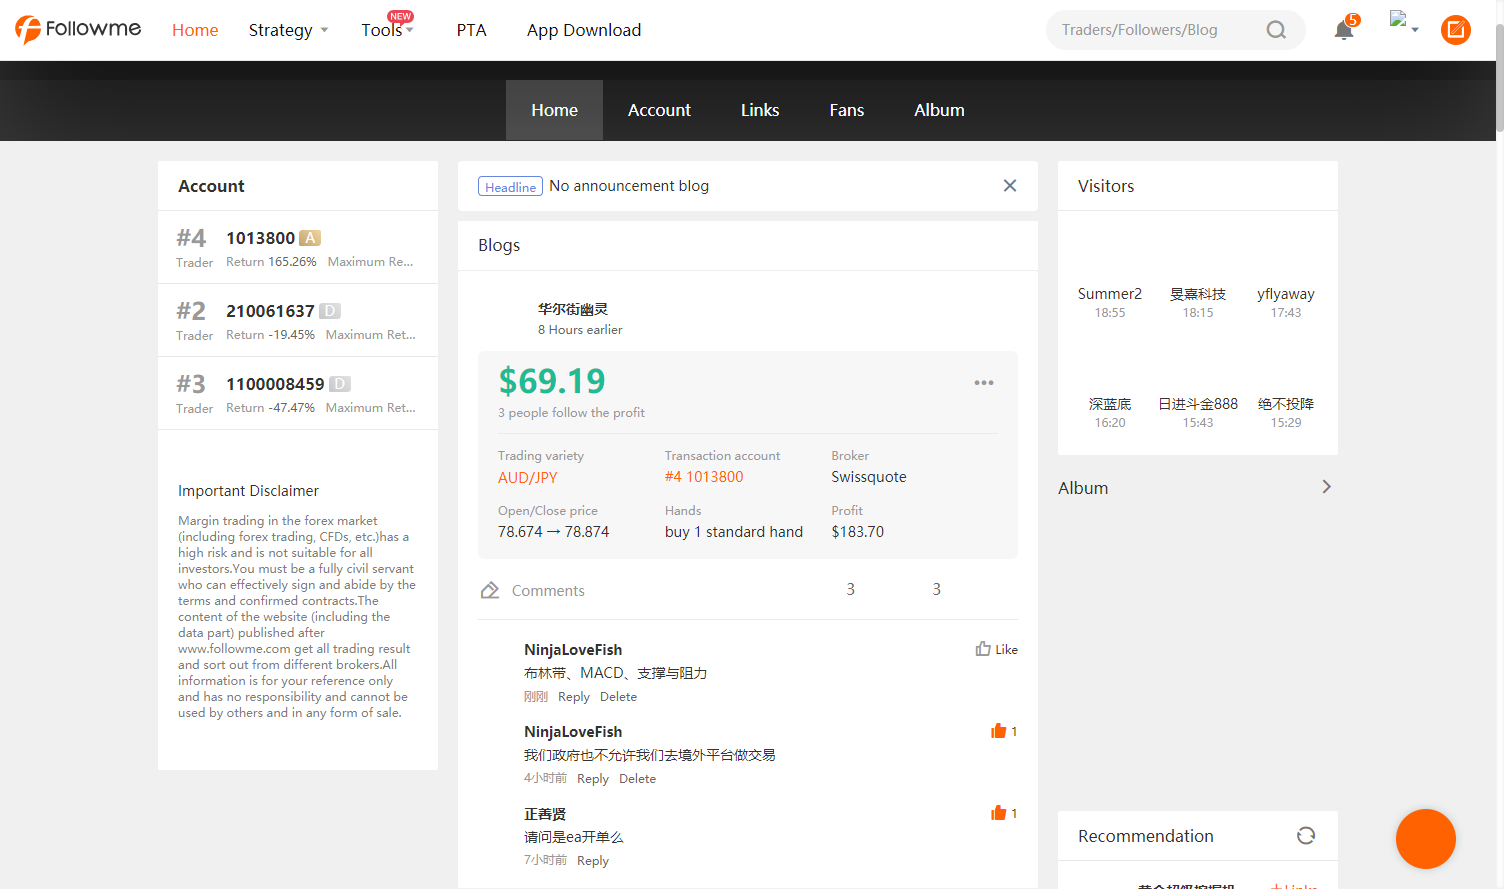 Followme
Home
Strategy
Tools
NEW
PTA
App Download
Traders/Followers/Blog
5
Home
Account
Links
Fans
Album
Account
#4 1013800 A
Trader Return 165.26% Maximum Re...
#2 210061637 D
Trader Return -19.45% Maximum Ret...
#3 1100008459 D
Trader Return -47.47% Maximum Ret...
Important Disclaimer
Margin trading in the forex market
(including forex trading, CFDs, etc.)has a
high risk and is not suitable for all
investors.You must be a fully civil servant
who can effectively sign and abide by the
terms and confirmed contracts.The
content of the website (including the
data part) published after
www.followme.com get all trading result
and sort out from different brokers.All
information is for your reference only
and has no responsibility and cannot be
used by others and in any form of sale.
Headline No announcement blog
Blogs
华尔街幽灵
8 Hours earlier
$69.19
3 people follow the profit
Trading variety Transaction account Broker
AUD/JPY #4 1013800 Swissquote
Open/Close price Hands Profit
78.674 → 78.874 buy 1 standard hand $183.70
Comments 3 3
NinjaLoveFish Like
布林带、MACD、支撑与阻力
刚刚 Reply Delete
NinjaLoveFish 1
我们政府也不允许我们去境外平台做交易
4小时前 Reply Delete
正善贤 1
请问是ea开单么
7小时前 Reply
Visitors
Summer2 旻熹科技 yflyaway
18:55 18:15 17:43
深蓝底 日进斗金888 绝不投降
16:20 15:43 15:29
Album
Recommendation